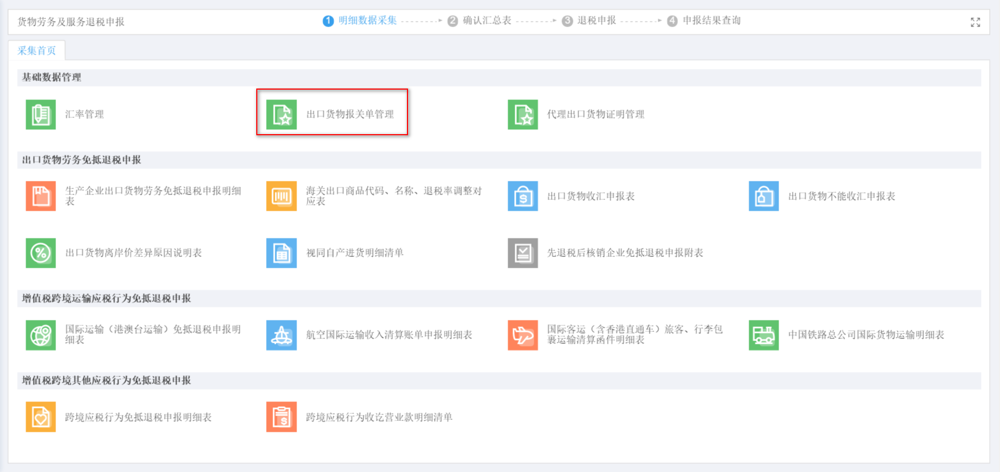 货物劳务及服务退税申报
1 明细数据采集
2 确认汇总表
3 退税申报
4 申报结果查询
采集首页
基础数据管理
汇率管理
出口货物报关单管理
代理出口货物证明管理
出口货物劳务免抵退税申报
生产企业出口货物劳务免抵退税申报明细
表
海关出口商品代码、名称、退税率调整对
应表
出口货物收汇申报表
出口货物不能收汇申报表
出口货物离岸价差异原因说明表
视同自产进货明细清单
先退税后核销企业免抵退税申报附表
增值税跨境运输应税行为免抵退税申报
国际运输（港澳台运输）免抵退税申报明
细表
航空国际运输收入清算账单申报明细表
国际客运（含香港直通车）旅客、行李包
裹运输清算函件明细表
中国铁路总公司国际货物运输明细表
增值税跨境其他应税行为免抵退税申报
跨境应税行为免抵退税申报明细表
跨境应税行为收讫营业款明细清单